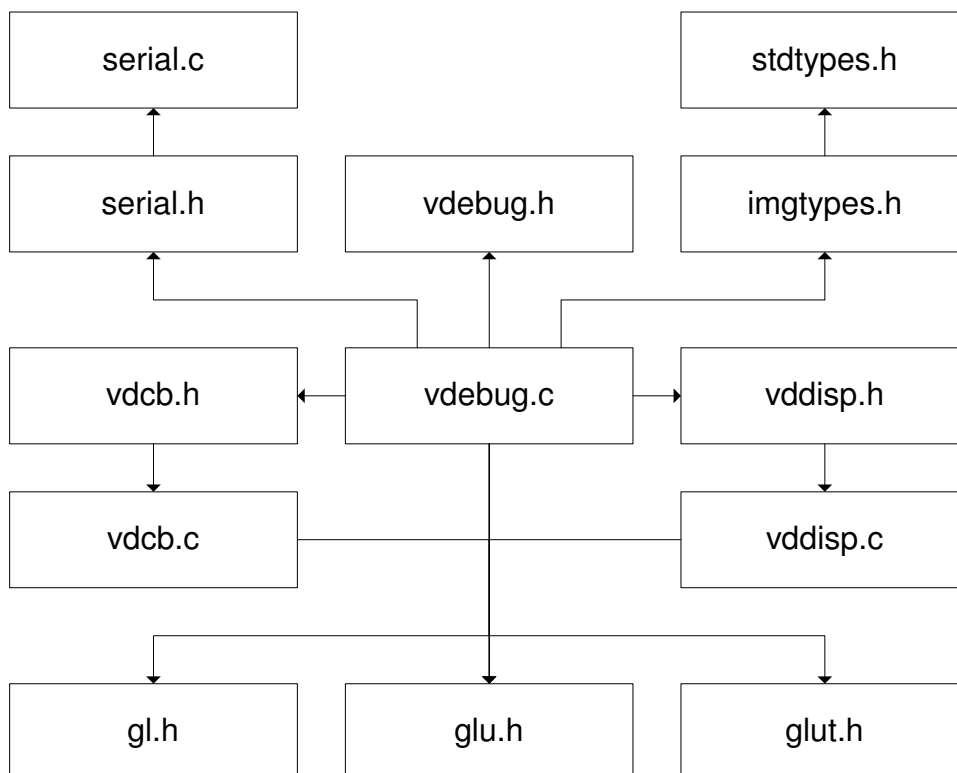 serial.c
stdtypes.h
serial.h
vdebug.h
imgtypes.h
vdcb.h
vdebug.c
vddisp.h
vdcb.c
vddisp.c
gl.h
glu.h
glut.h